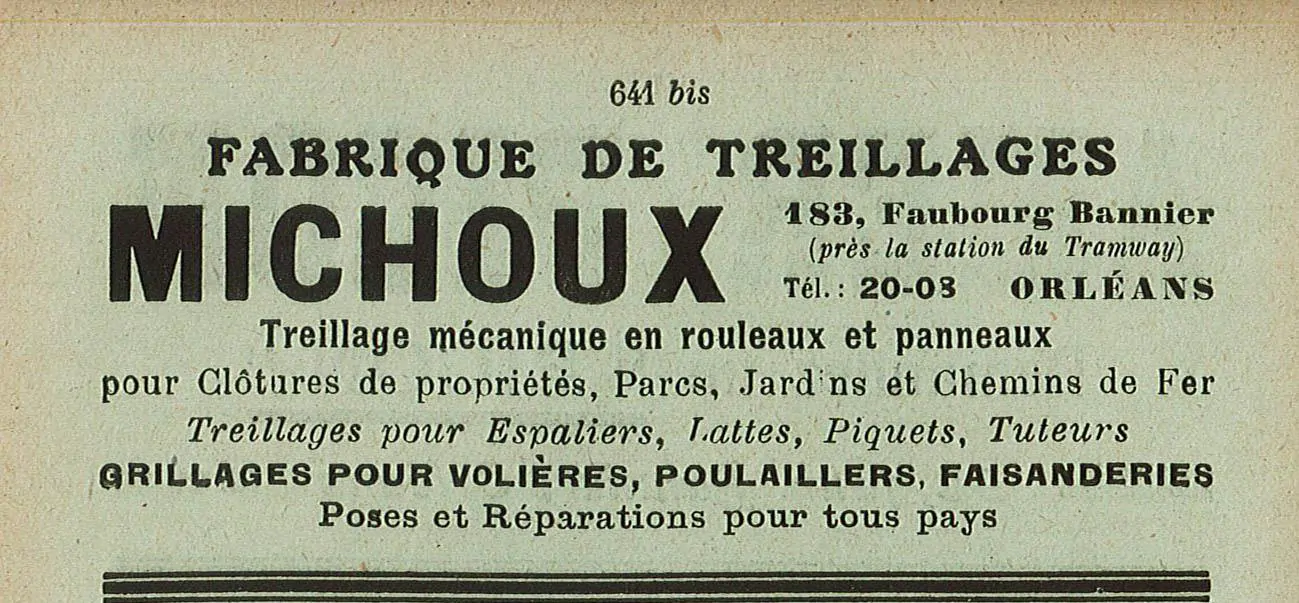 641 bis
FABRIQUE DE TREILLAGES
MICHOUX
183, Faubourg Bannier
(près la station du Tramway)
Tél.: 20-03 ORLÉANS
Treillage mécanique en rouleaux et panneaux
pour Clôtures de propriétés, Parcs, Jardins et Chemins de Fer
Treillages pour Espaliers, Lattes, Piquets, Tuteurs
GRILLAGES POUR VOLIÈRES, POULAILLERS, FAISANDERIES
Poses et Réparations pour tous pays